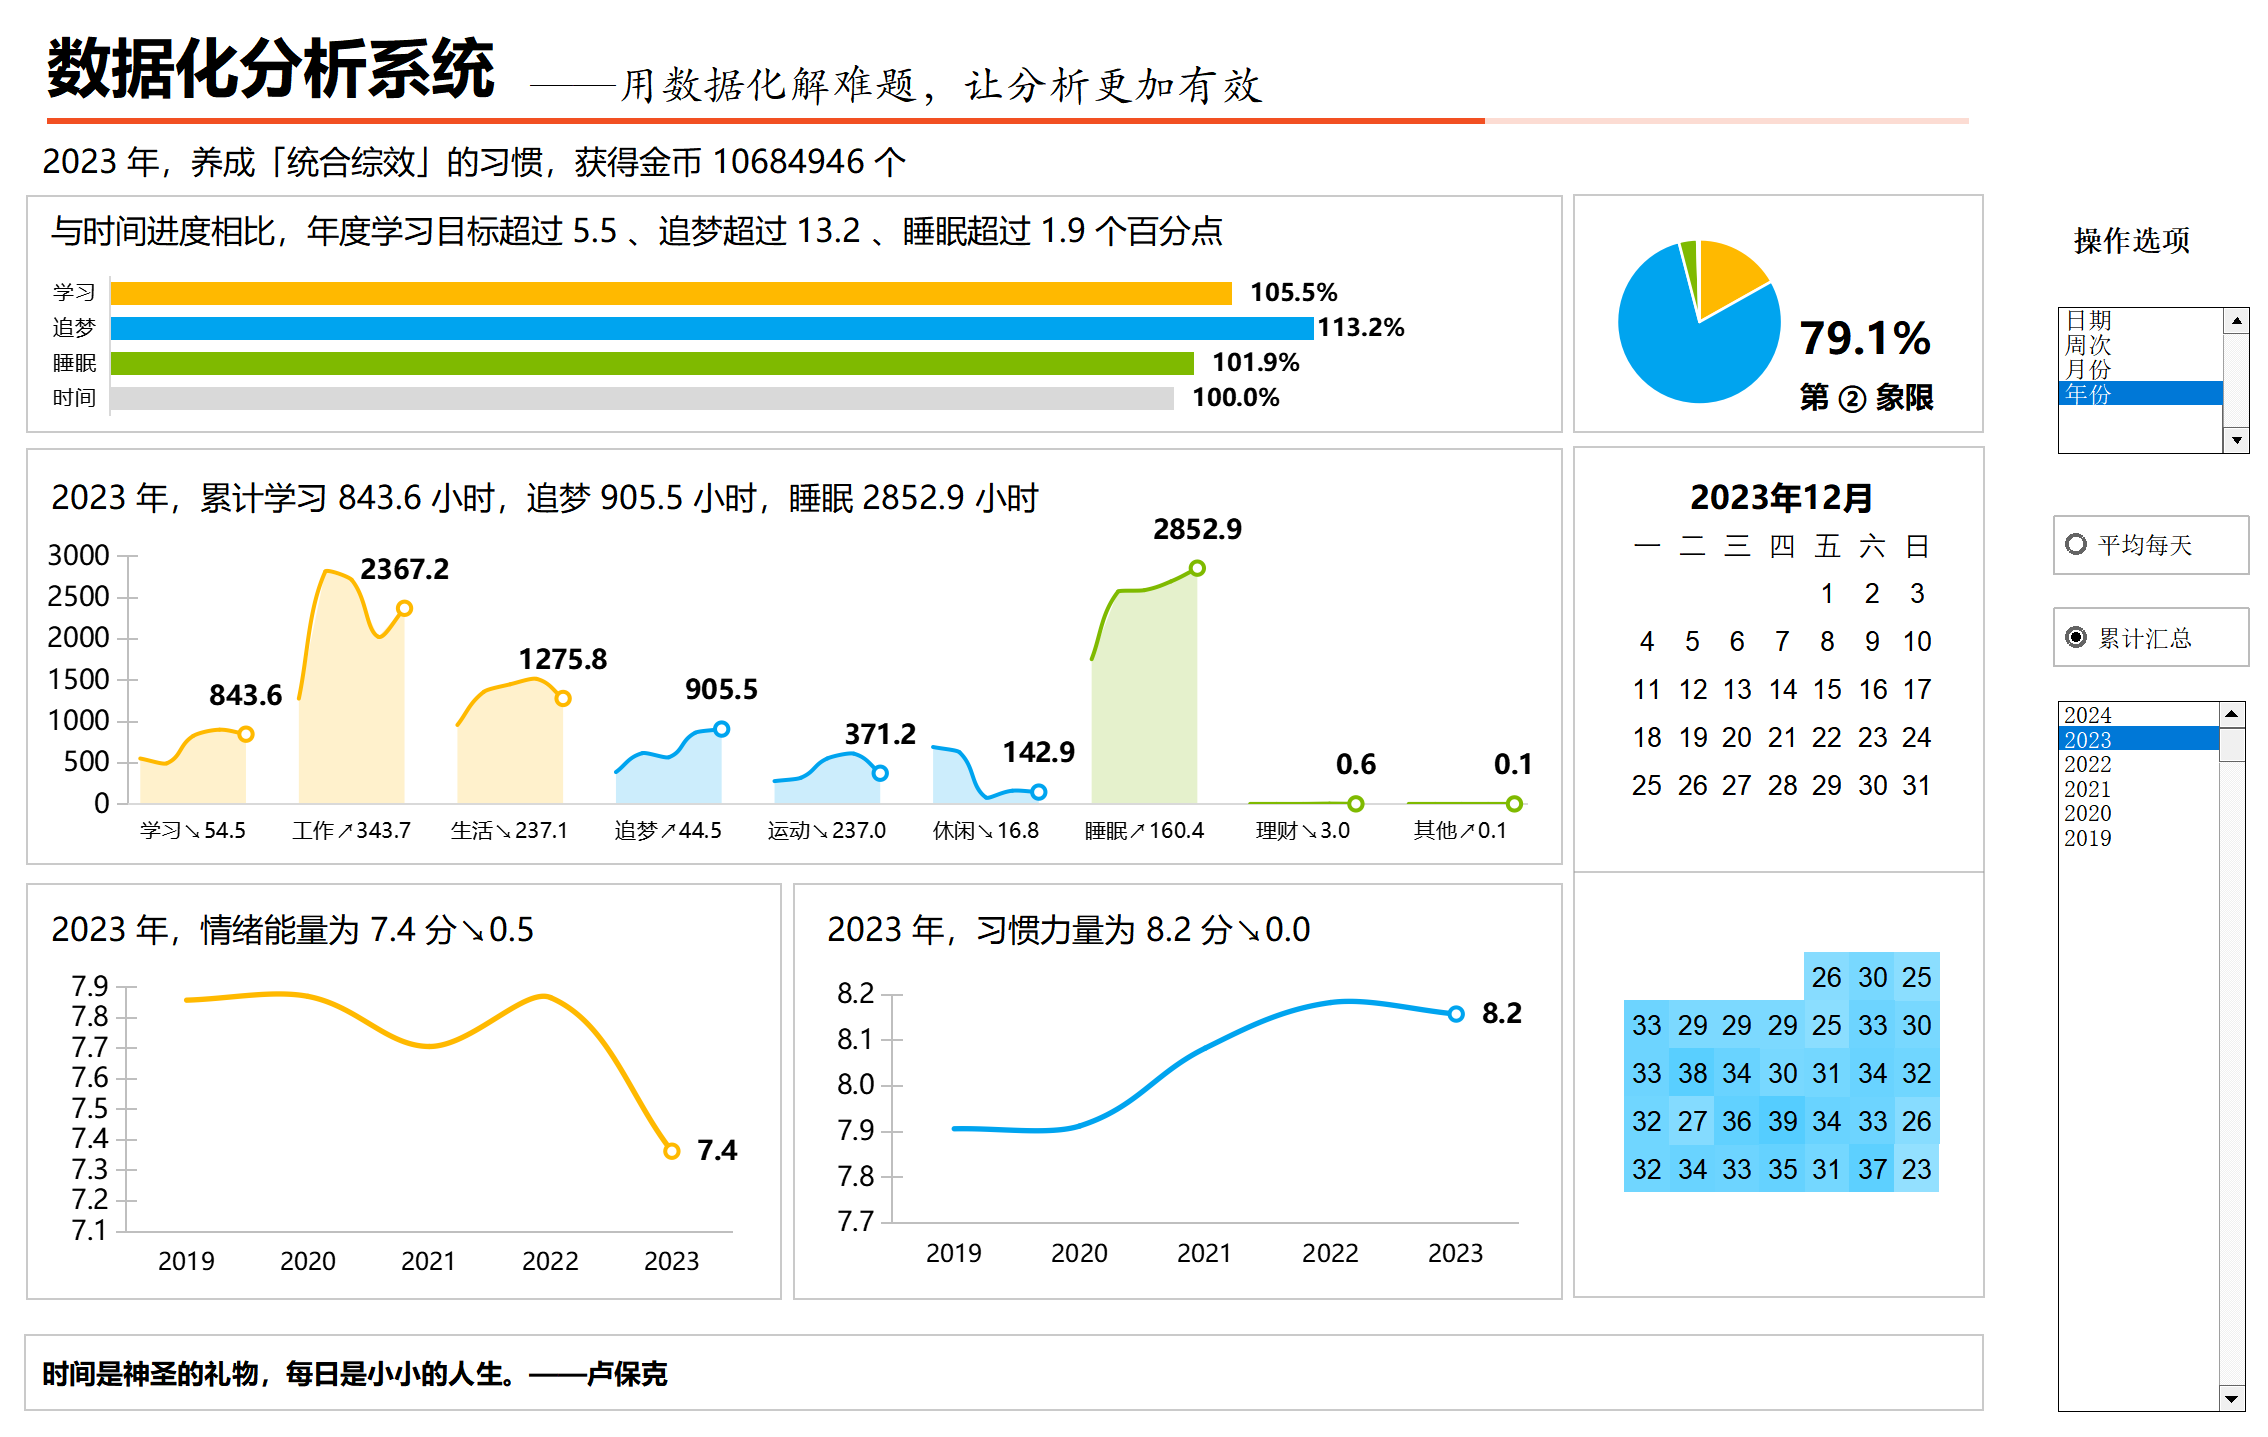 数据化分析系统 ——用数据化解难题，让分析更加有效
2023 年，养成「统合综效」的习惯，获得金币 10684946 个
与时间进度相比，年度学习目标超过 5.5 、追梦超过 13.2 、睡眠超过 1.9 个百分点
学习 105.5%
追梦 113.2%
睡眠 101.9%
时间 100.0%
79.1%
第 ② 象限
2023 年，累计学习 843.6 小时，追梦 905.5 小时，睡眠 2852.9 小时
3000
2500
2000
1500
1000
500
0
843.6
2367.2
1275.8
905.5
371.2
142.9
2852.9
0.6
0.1
学习↘54.5 工作↗343.7 生活↘237.1 追梦↗44.5 运动↘237.0 休闲↘16.8 睡眠↗160.4 理财↘3.0 其他↗0.1
2023年12月
一 二 三 四 五 六 日
1 2 3
4 5 6 7 8 9 10
11 12 13 14 15 16 17
18 19 20 21 22 23 24
25 26 27 28 29 30 31
2023 年，情绪能量为 7.4 分↘0.5
7.9
7.8
7.7
7.6
7.5
7.4
7.3
7.2
7.1
7.4
2019 2020 2021 2022 2023
2023 年，习惯力量为 8.2 分↘0.0
8.2
8.1
8.0
7.9
7.8
7.7
8.2
2019 2020 2021 2022 2023
26 30 25
33 29 29 29 25 33 30
33 38 34 30 31 34 32
32 27 36 39 34 33 26
32 34 33 35 31 37 23
时间是神圣的礼物，每日是小小的人生。——卢保克
操作选项
日期
周次
月份
年份
平均每天
累计汇总
2024
2023
2022
2021
2020
2019